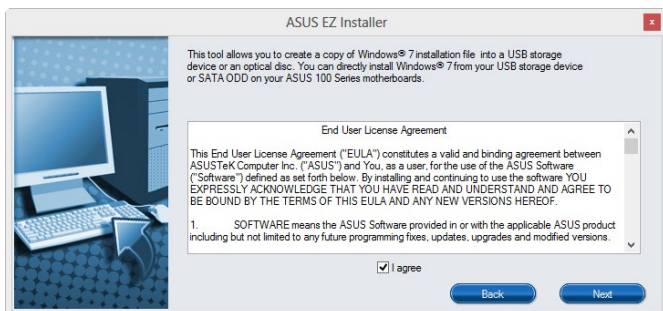 ASUS EZ Installer
x
This tool allows you to create a copy of Windows® 7 installation file into a USB storage
device or an optical disc. You can directly install Windows® 7 from your USB storage device
or SATA ODD on your ASUS 100 Series motherboards.
End User License Agreement
This End User License Agreement ("EULA") constitutes a valid and binding agreement between
ASUSTeK Computer Inc. ("ASUS") and You, as a user, for the use of the ASUS Software
("Software") defined as set forth below. By installing and continuing to use the software YOU
EXPRESSLY ACKNOWLEDGE THAT YOU HAVE READ AND UNDERSTAND AND AGREE TO
BE BOUND BY THE TERMS OF THIS EULA AND ANY NEW VERSIONS HEREOF.
1. SOFTWARE means the ASUS Software provided in or with the applicable ASUS product
including but not limited to any future programming fixes, updates, upgrades and modified versions.
I agree
Back Next